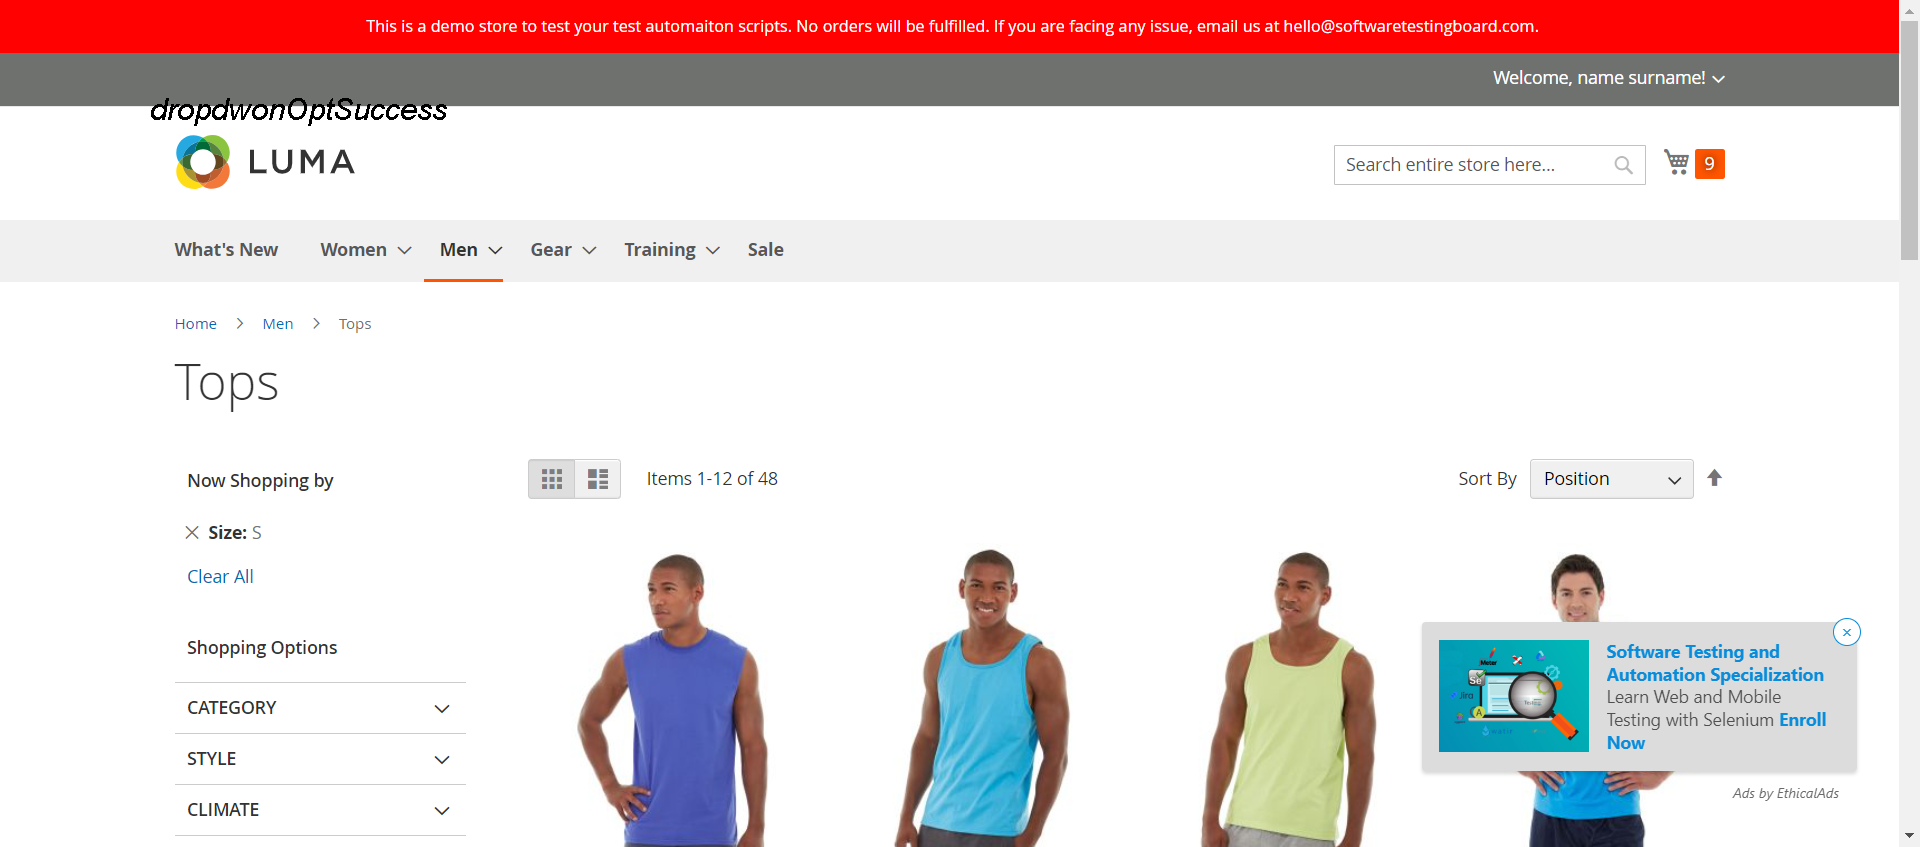 This is a demo store to test your test automaiton scripts. No orders will be fulfilled. If you are facing any issue, email us at hello@softwaretestingboard.com.
Welcome, name surname!
dropdwonOptSuccess
LUMA
Search entire store here...
9
What's New
Women
Men
Gear
Training
Sale
Home
Men
Tops
Tops
Now Shopping by
Items 1-12 of 48
Sort By
Position
Size: S
Clear All
Shopping Options
CATEGORY
STYLE
CLIMATE
Software Testing and
Automation Specialization
Learn Web and Mobile
Testing with Selenium Enroll
Now
Ads by EthicalAds